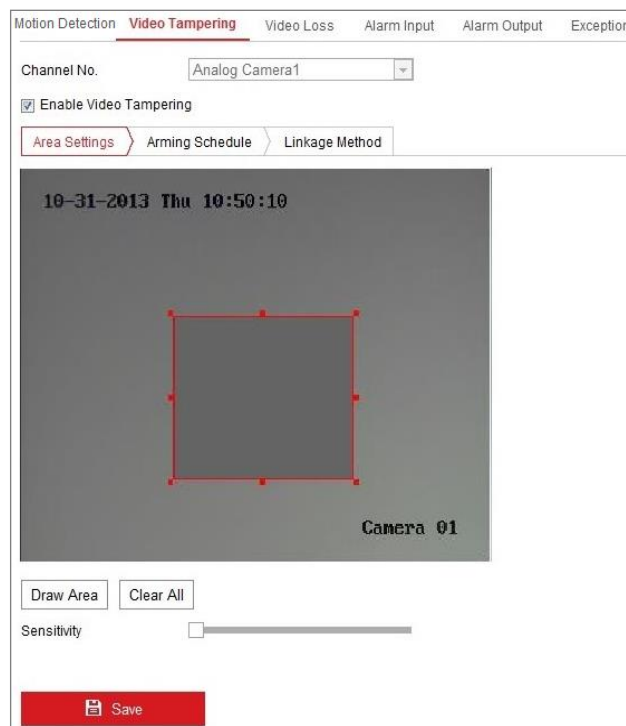 Motion Detection Video Tampering Video Loss Alarm Input Alarm Output Exception
Channel No. Analog Camera1
Enable Video Tampering
Area Settings Arming Schedule Linkage Method
10-31-2013 Thu 10:50:10
Camera 01
Draw Area Clear All
Sensitivity
Save